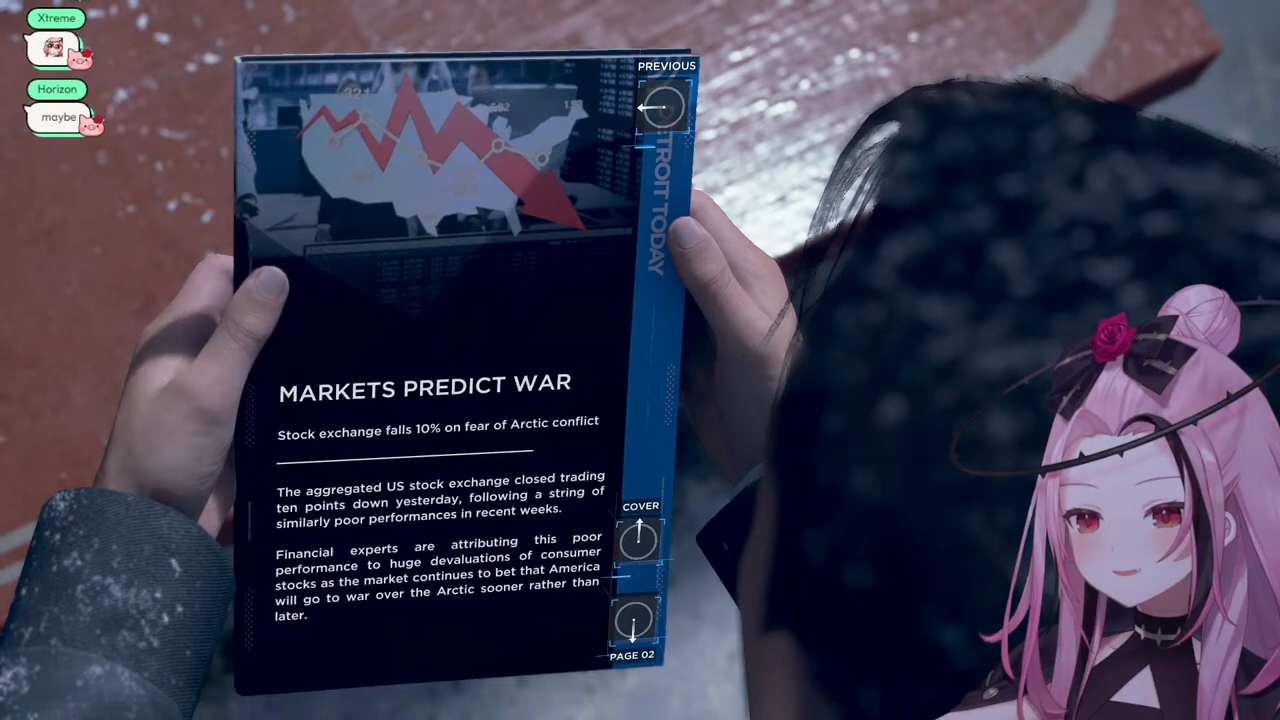 Xtreme
Horizon
maybe
PREVIOUS
TROIT TODAY
MARKETS PREDICT WAR
Stock exchange falls 10% on fear of Arctic conflict
The aggregated US stock exchange closed trading
ten points down yesterday, following a string of
similarly poor performances in recent weeks.
Financial experts are attributing this poor
performance to huge devaluations of consumer
stocks as the market continues to bet that America
will go to war over the Arctic sooner rather than
later.
COVER
PAGE 02